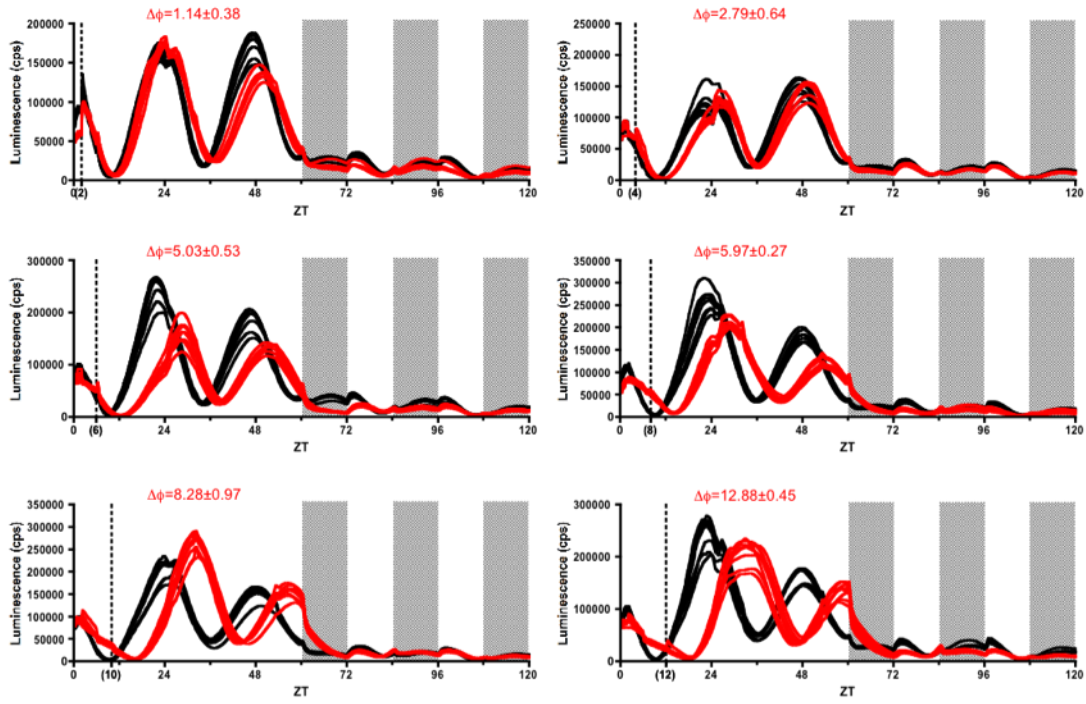 Δϕ=1.14±0.38
Luminescence (cps)
200000
150000
100000
50000
0
0(2) 24 48 72 96 120
ZT
Δϕ=2.79±0.64
Luminescence (cps)
250000
200000
150000
100000
50000
0
0 (4) 24 48 72 96 120
ZT
Δϕ=5.03±0.53
Luminescence (cps)
300000
200000
100000
0
0 (6) 24 48 72 96 120
ZT
Δϕ=5.97±0.27
Luminescence (cps)
350000
300000
250000
200000
150000
100000
50000
0
0 (8) 24 48 72 96 120
ZT
Δϕ=8.28±0.97
Luminescence (cps)
350000
300000
250000
200000
150000
100000
50000
0
0 (10) 24 48 72 96 120
ZT
Δϕ=12.88±0.45
Luminescence (cps)
300000
200000
100000
0
0 (12) 24 48 72 96 120
ZT